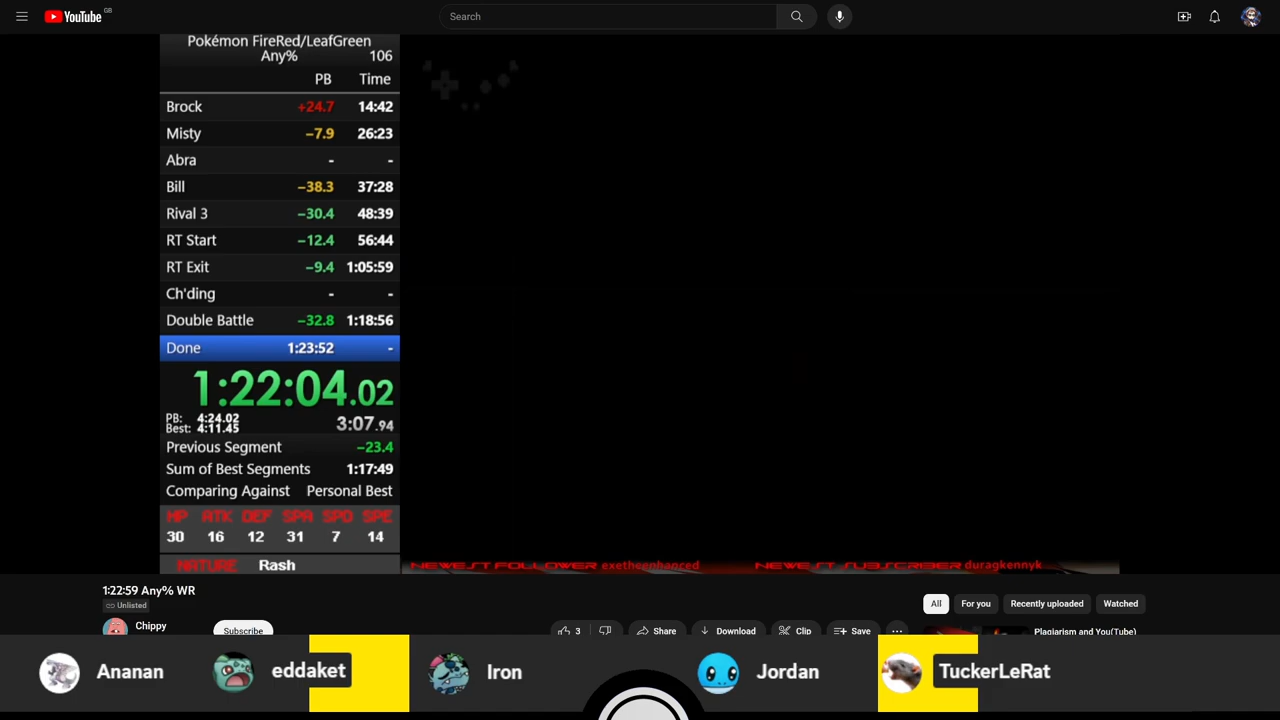 YouTube GB
Search
Pokémon FireRed/LeafGreen
Any% 106
PB Time
Brock +24.7 14:42
Misty −7.9 26:23
Abra - -
Bill −38.3 37:28
Rival 3 −30.4 48:39
RT Start −12.4 56:44
RT Exit −9.4 1:05:59
Ch'ding - -
Double Battle −32.8 1:18:56
Done 1:23:52 -
1:22:04.02
PB: 4:24.02
Best: 4:11.45
3:07.94
Previous Segment −23.4
Sum of Best Segments 1:17:49
Comparing Against Personal Best
HP ATK DEF SPA SPD SPE
30 16 12 31 7 14
NATURE Rash
NEWEST FOLLOWER exetheenhanced NEWEST SUBSCRIBER duragkennyk
1:22:59 Any% WR
Unlisted
All For you Recently uploaded Watched
Chippy
Subscribe
3 Share Download Clip Save
Plagiarism and You(Tube)
Ananan eddaket Iron Jordan TuckerLeRat